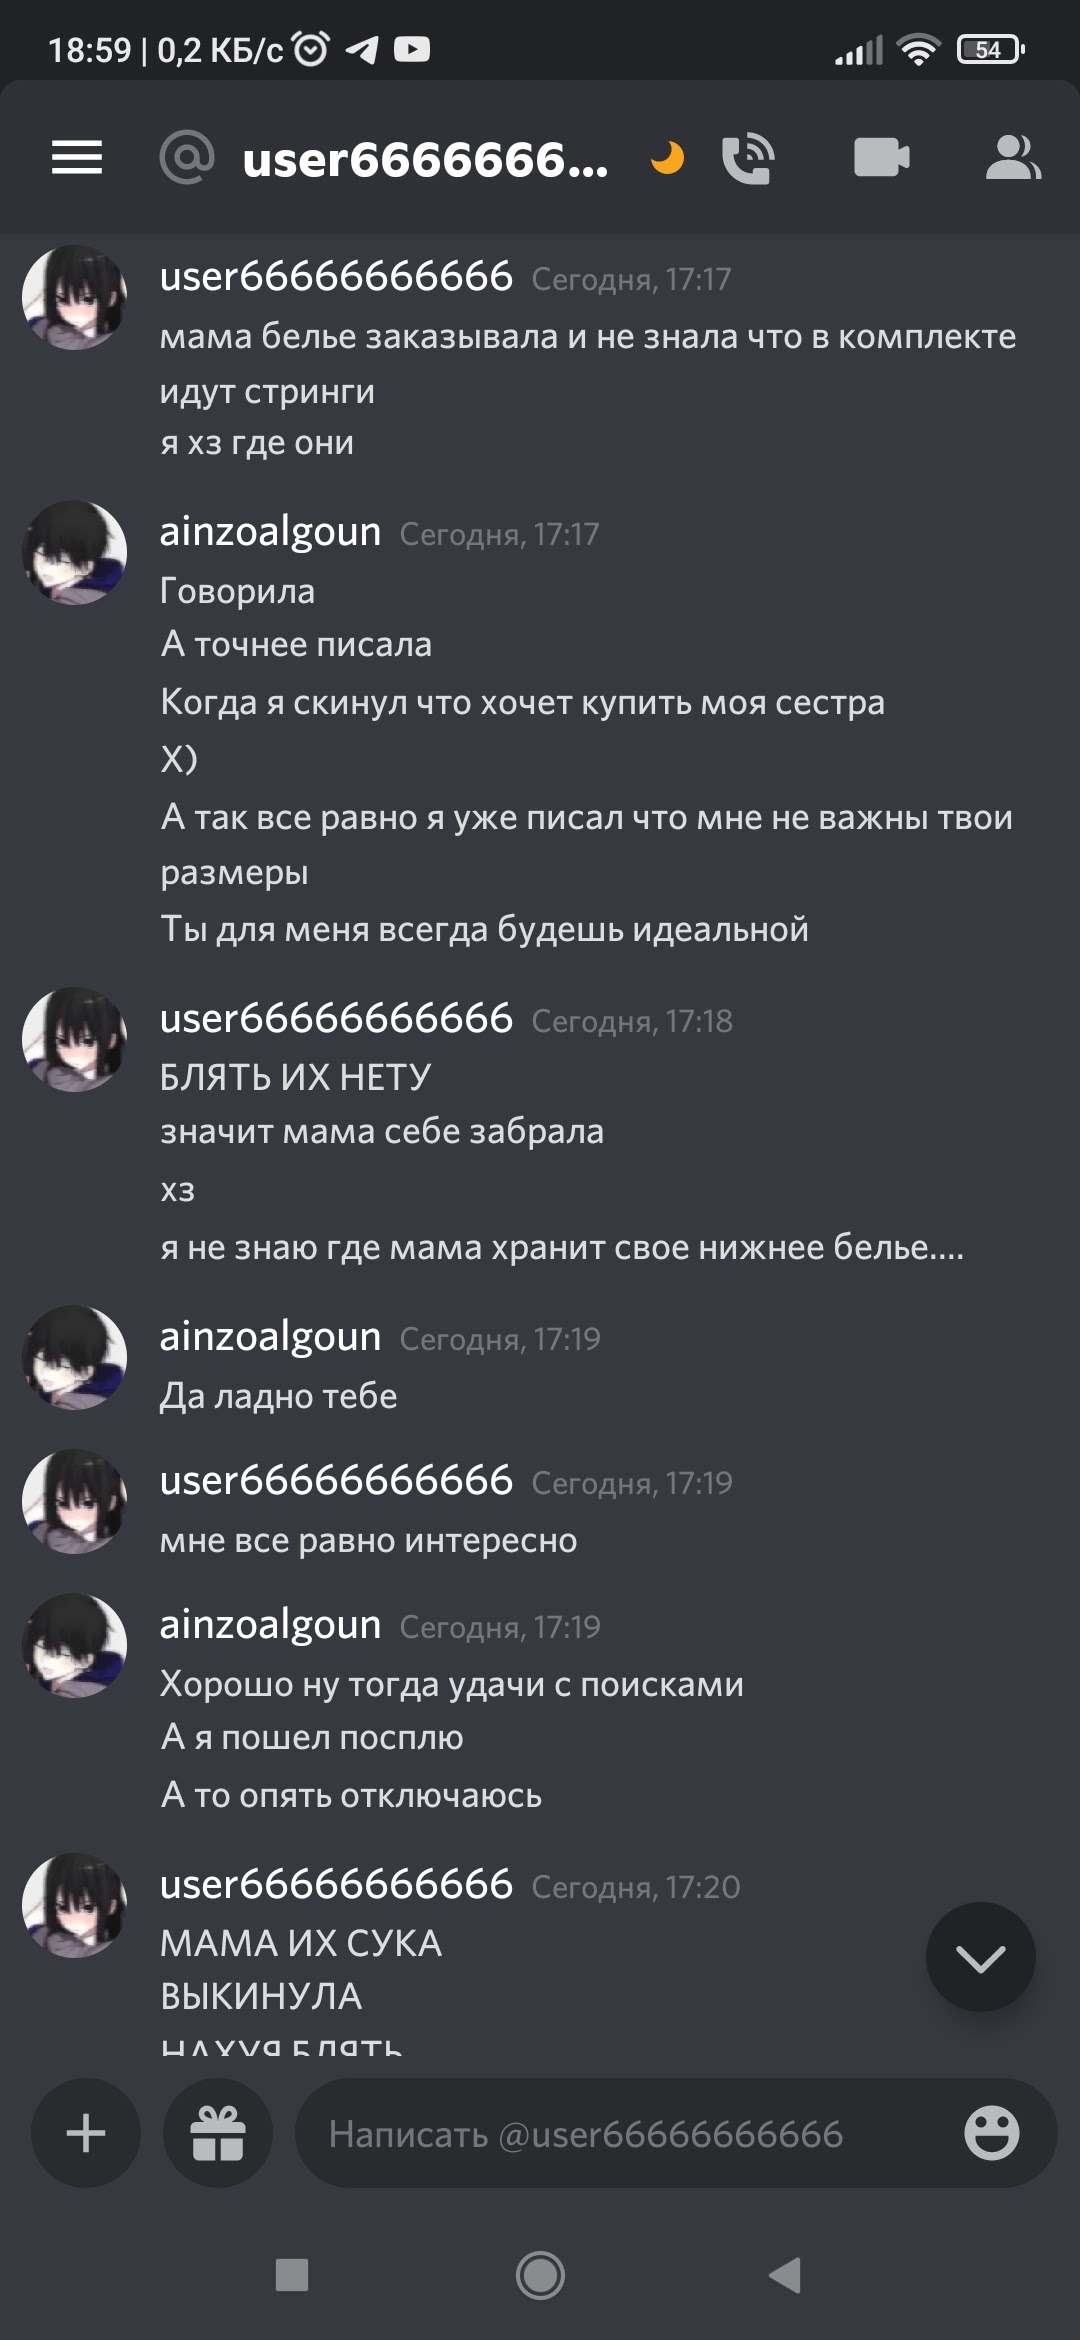 18:59 | 0,2 КБ/с
54
user6666666...
user66666666666 Сегодня, 17:17
мама белье заказывала и не знала что в комплекте
идут стринги
я хз где они
ainzoalgoun Сегодня, 17:17
Говорила
А точнее писала
Когда я скинул что хочет купить моя сестра
Х)
А так все равно я уже писал что мне не важны твои
размеры
Ты для меня всегда будешь идеальной
user66666666666 Сегодня, 17:18
БЛЯТЬ ИХ НЕТУ
значит мама себе забрала
хз
я не знаю где мама хранит свое нижнее белье....
ainzoalgoun Сегодня, 17:19
Да ладно тебе
user66666666666 Сегодня, 17:19
мне все равно интересно
ainzoalgoun Сегодня, 17:19
Хорошо ну тогда удачи с поисками
А я пошел посплю
А то опять отключаюсь
user66666666666 Сегодня, 17:20
МАМА ИХ СУКА
ВЫКИНУЛА
НАХУЯ БЛЯТЬ
Написать @user66666666666